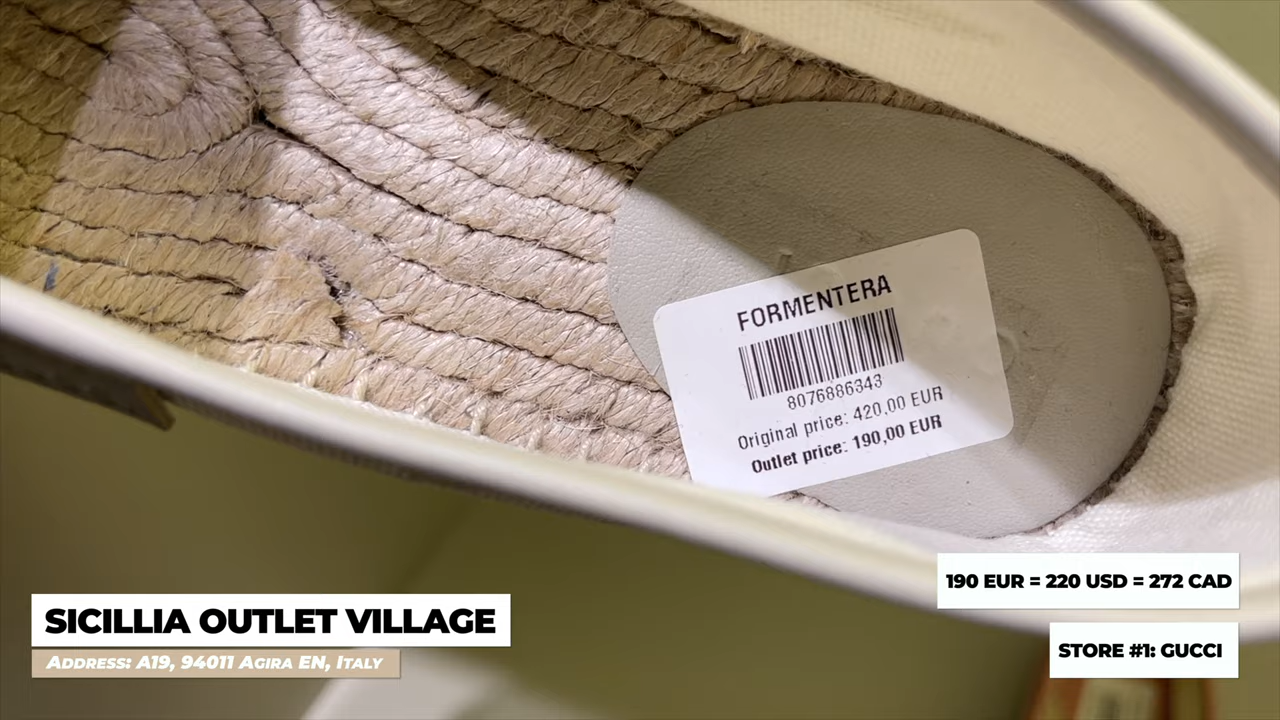 FORMENTERA
8076886343
Original price: 420,00 EUR
Outlet price: 190,00 EUR
190 EUR = 220 USD = 272 CAD
SICILLIA OUTLET VILLAGE
STORE #1: GUCCI
Address: A19, 94011 Agira EN, Italy